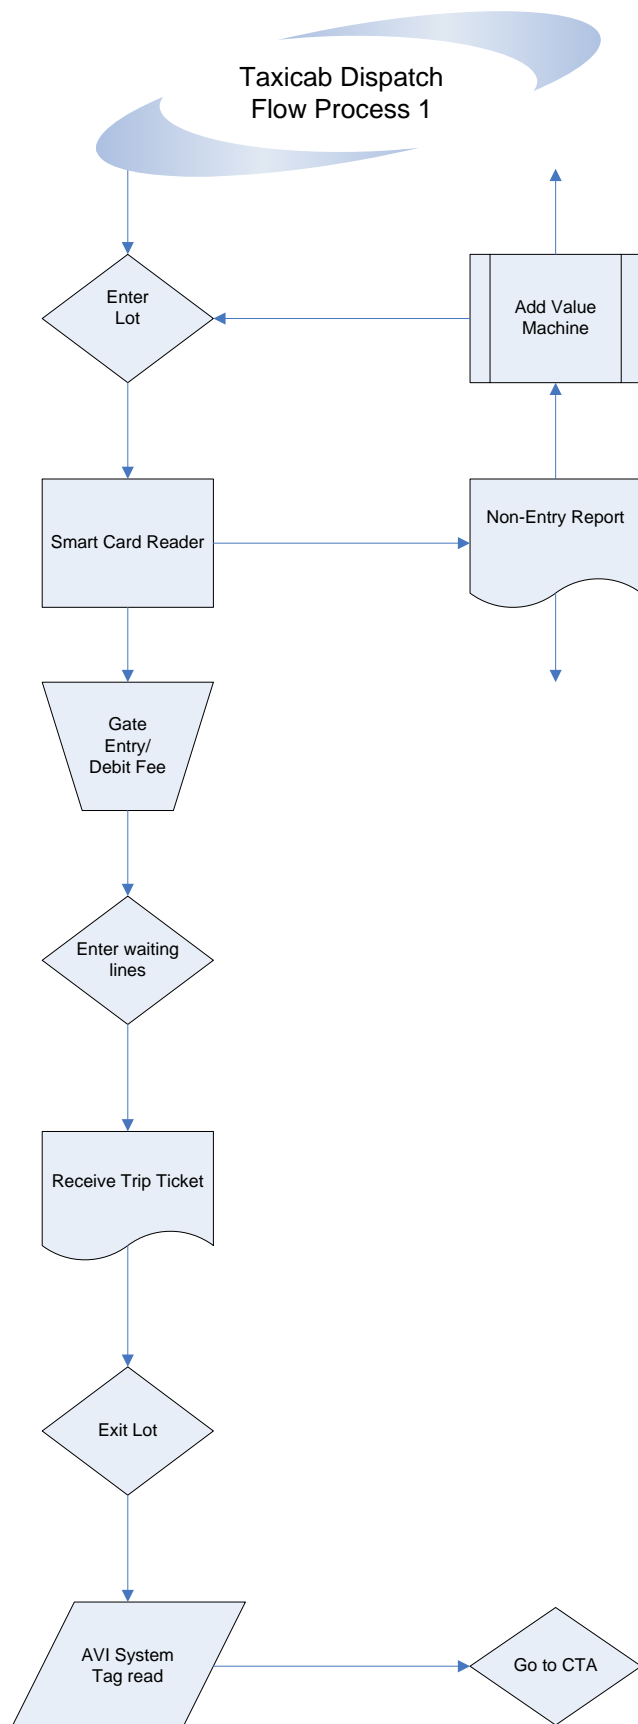 Taxicab Dispatch
Flow Process 1
Enter
Lot
Add Value
Machine
Smart Card Reader
Non-Entry Report
Gate
Entry/
Debit Fee
Enter waiting
lines
Receive Trip Ticket
Exit Lot
AVI System
Tag read
Go to CTA